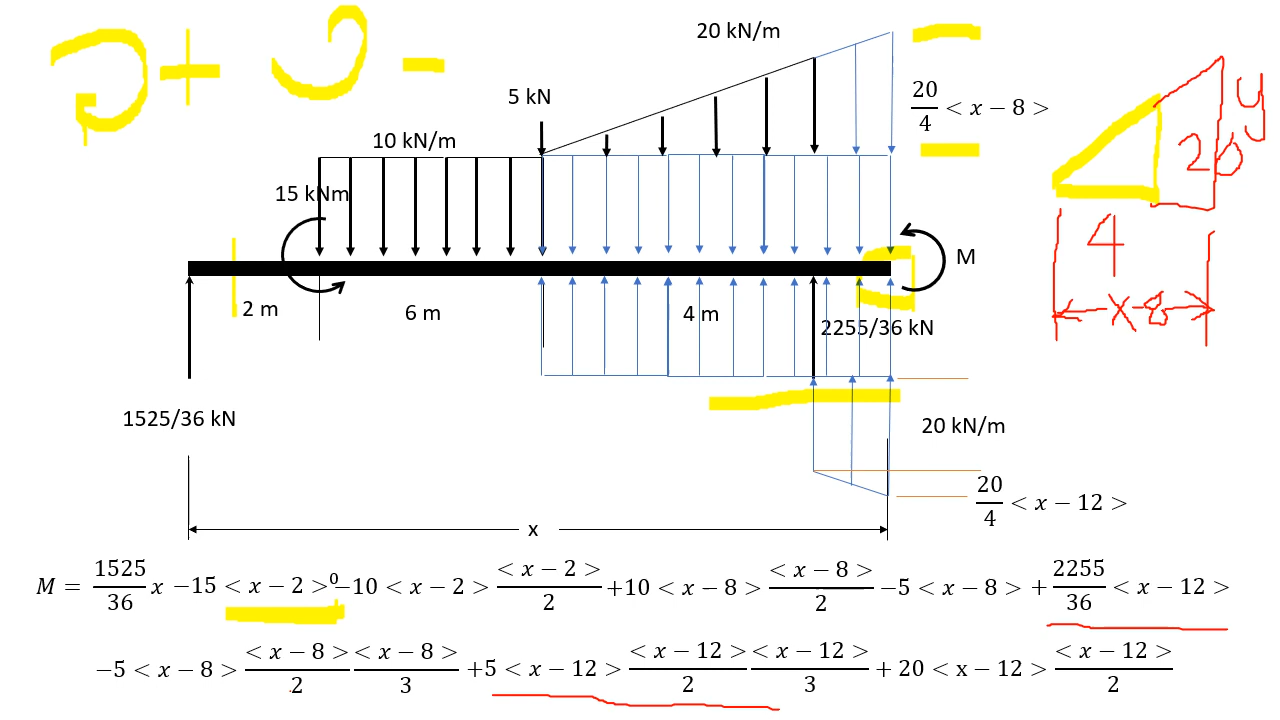 20 kN/m
5 kN
20/4 < x − 8 >
y
10 kN/m
20
15 kNm
4
M
x-8
2 m
6 m
4 m
2255/36 kN
1525/36 kN
20 kN/m
20/4 < x − 12 >
x
M = 1525/36 x −15 < x − 2 >⁰ −10 < x − 2 > < x − 2 >/2 +10 < x − 8 > < x − 8 >/2 −5 < x − 8 > + 2255/36 < x − 12 >
−5 < x − 8 > < x − 8 >/2 < x − 8 >/3 +5 < x − 12 > < x − 12 >/2 < x − 12 >/3 + 20 < x − 12 > < x − 12 >/2